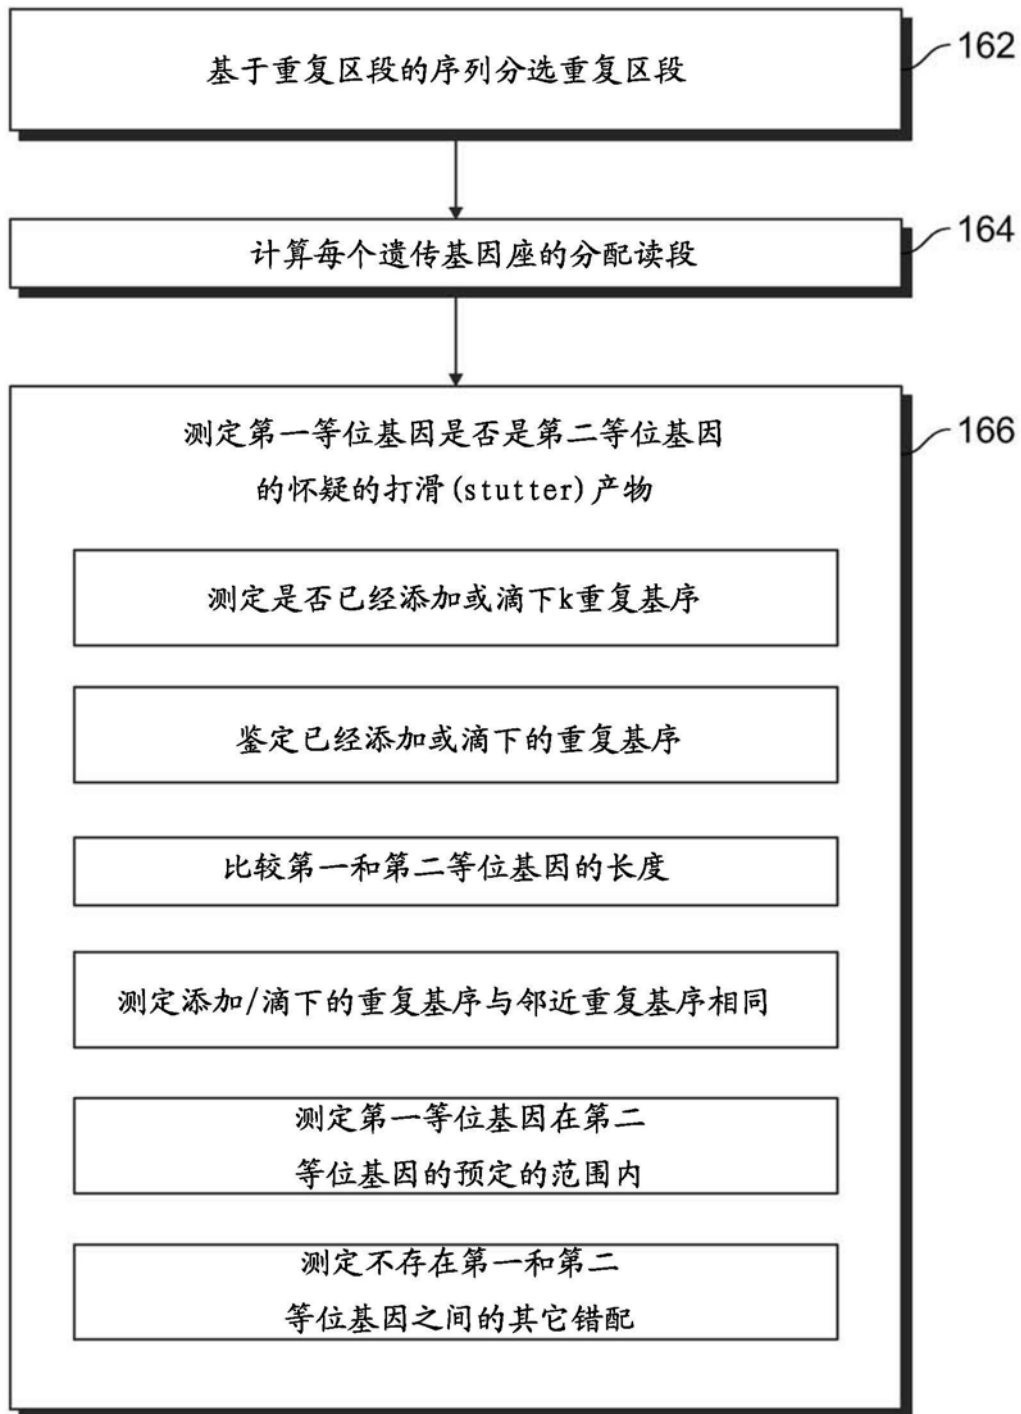 基于重复区段的序列分选重复区段
162
计算每个遗传基因座的分配读段
164
测定第一等位基因是否是第二等位基因
的怀疑的打滑(stutter)产物
166
测定是否已经添加或滴下k重复基序
鉴定已经添加或滴下的重复基序
比较第一和第二等位基因的长度
测定添加/滴下的重复基序与邻近重复基序相同
测定第一等位基因在第二
等位基因的预定的范围内
测定不存在第一和第二
等位基因之间的其它错配